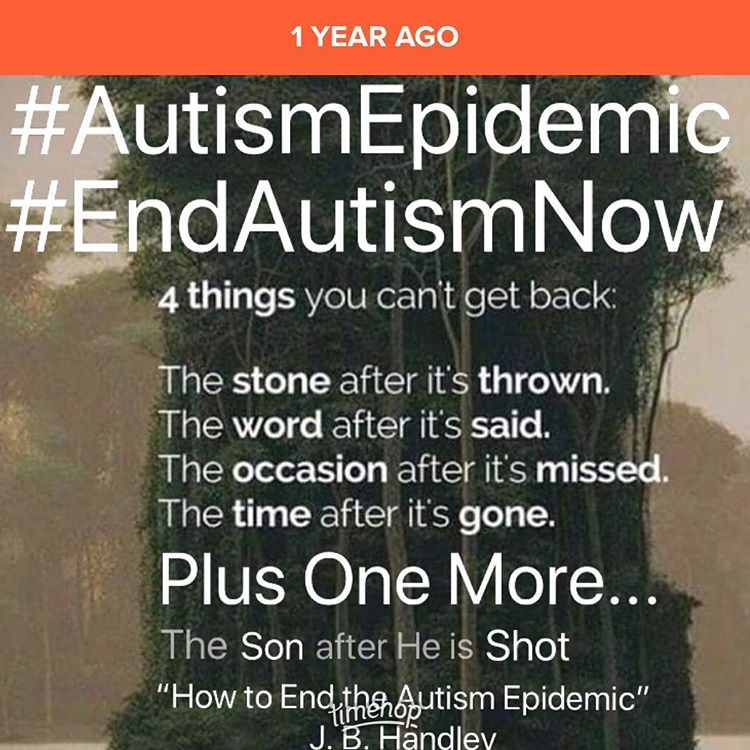 1 YEAR AGO
#AutismEpidemic
#EndAutismNow
4 things you can't get back:
The stone after it's thrown.
The word after it's said.
The occasion after it's missed.
The time after it's gone.
Plus One More...
The Son after He is Shot
“How to End the Autism Epidemic”
timehop
J. B. Handley